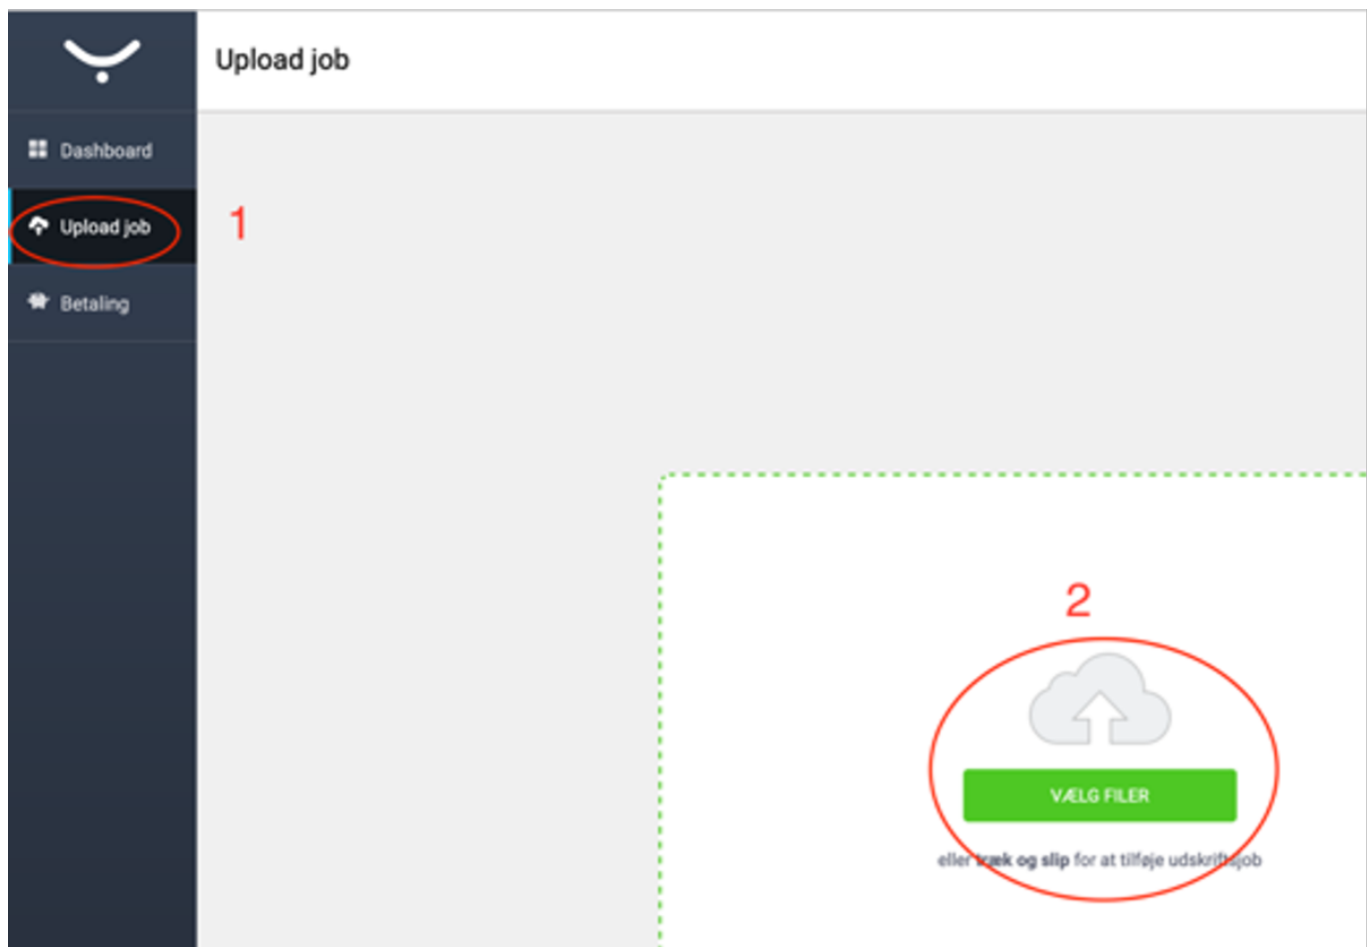 Upload job
Dashboard
Upload job
1
Betaling
2
VÆLG FILER
eller træk og slip for at tilføje udskriftsjob